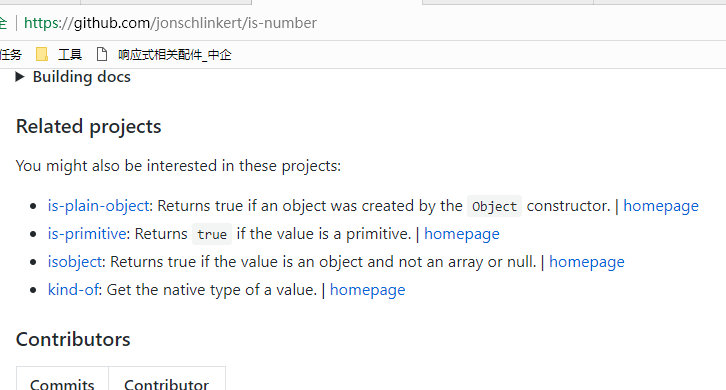 全 | https://github.com/jonschlinkert/is-number
任务 工具 响应式相关配件_中企
Building docs
Related projects
You might also be interested in these projects:
is-plain-object: Returns true if an object was created by the Object constructor. | homepage
is-primitive: Returns true if the value is a primitive. | homepage
isobject: Returns true if the value is an object and not an array or null. | homepage
kind-of: Get the native type of a value. | homepage
Contributors
Commits Contributor